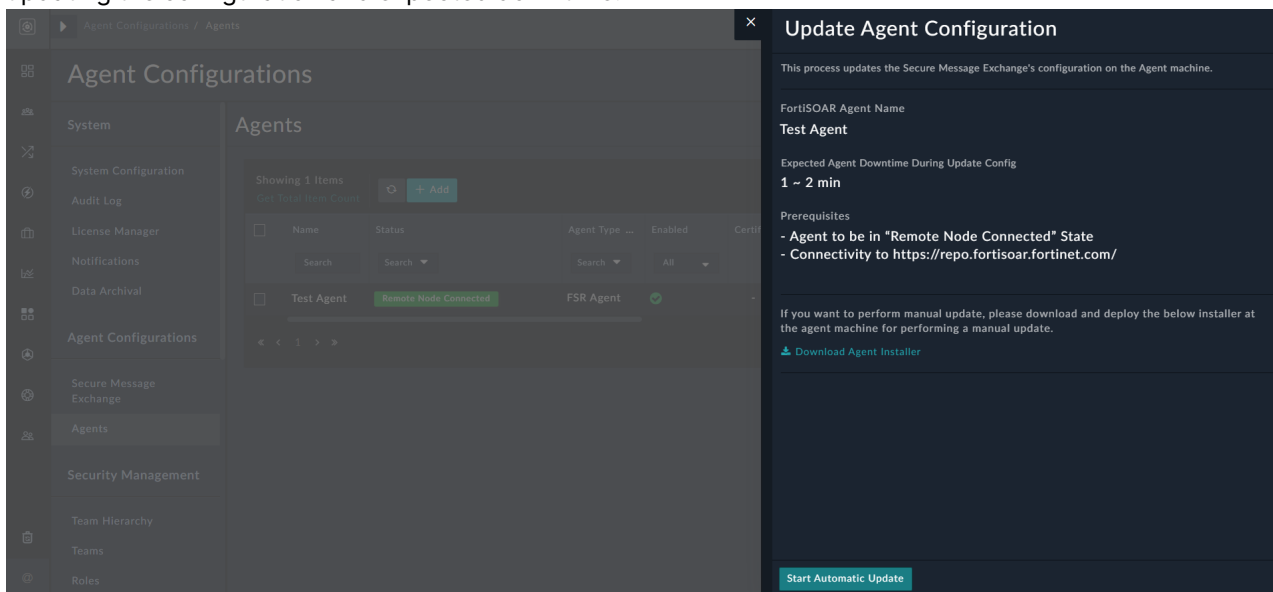 Agent Configurations / Agents
Agent Configurations
System
System Configuration
Audit Log
License Manager
Notifications
Data Archival
Agent Configurations
Secure Message
Exchange
Agents
Security Management
Team Hierarchy
Teams
Roles
Agents
Showing 1 Items
Get Total Item Count
+ Add
Name Status Agent Type ... Enabled
Search Search Search All
Test Agent Remote Node Connected FSR Agent -
« < 1 > »
× Update Agent Configuration
This process updates the Secure Message Exchange's configuration on the Agent machine.
FortiSOAR Agent Name
Test Agent
Expected Agent Downtime During Update Config
1 ~ 2 min
Prerequisites
- Agent to be in “Remote Node Connected” State
- Connectivity to https://repo.fortisoar.fortinet.com/
If you want to perform manual update, please download and deploy the below installer at
the agent machine for performing a manual update.
Download Agent Installer
Start Automatic Update